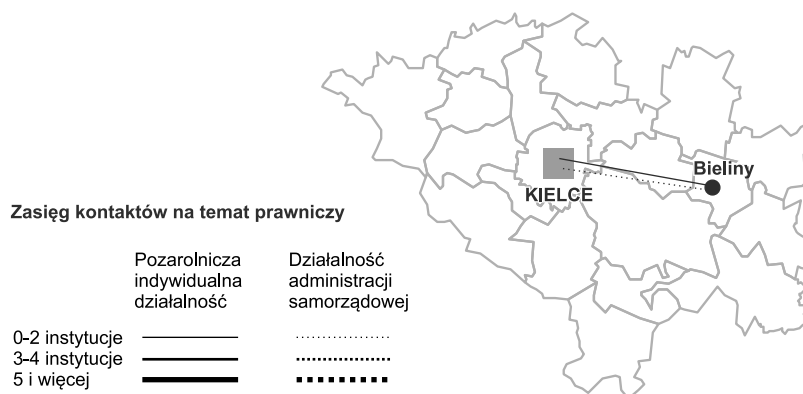 Bieliny
KIELCE
Zasięg kontaktów na temat prawniczy
Pozarolnicza
indywidualna
działalność
Działalność
administracji
samorządowej
0-2 instytucje
3-4 instytucje
5 i więcej